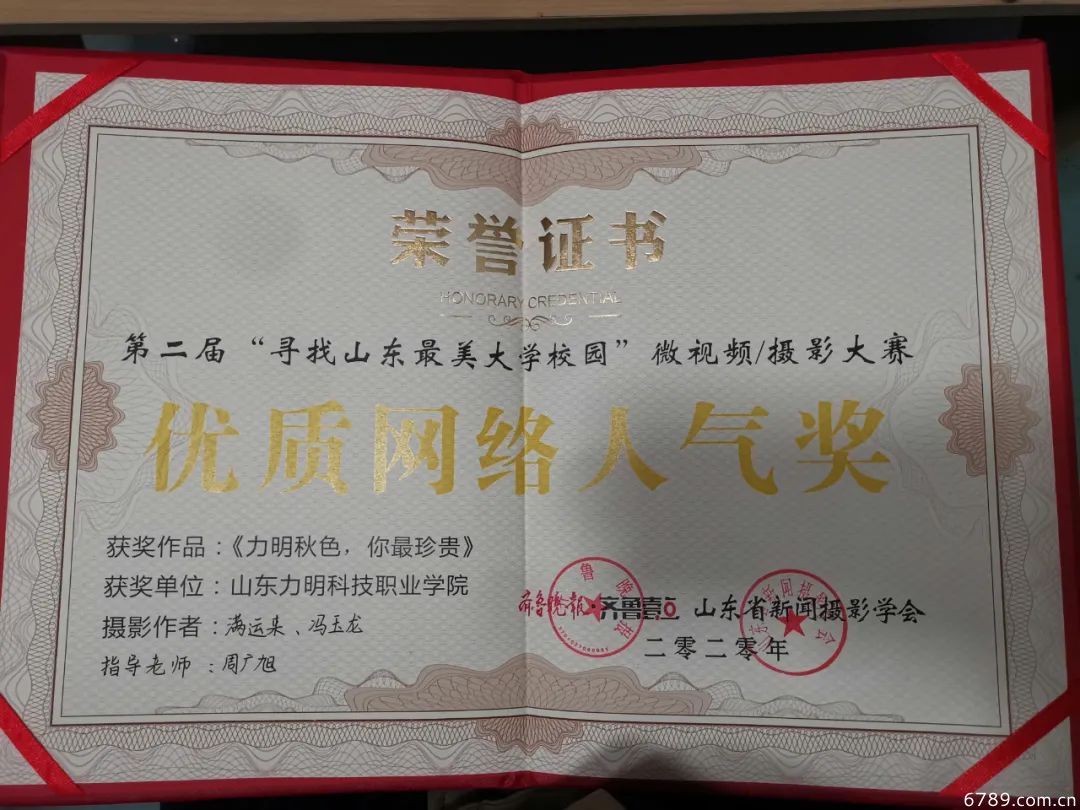 荣誉证书
HONORARY CREDENTIAL
第二届“寻找山东最美大学校园”微视频/摄影大赛
优质网络人气奖
获奖作品：《力明秋色，你最珍贵》
获奖单位：山东力明科技职业学院
摄影作者：满运来、冯玉龙
指导老师：周广旭
齐鲁晚报·齐鲁壹点 山东省新闻摄影学会
二零二零年
6789.com.cn